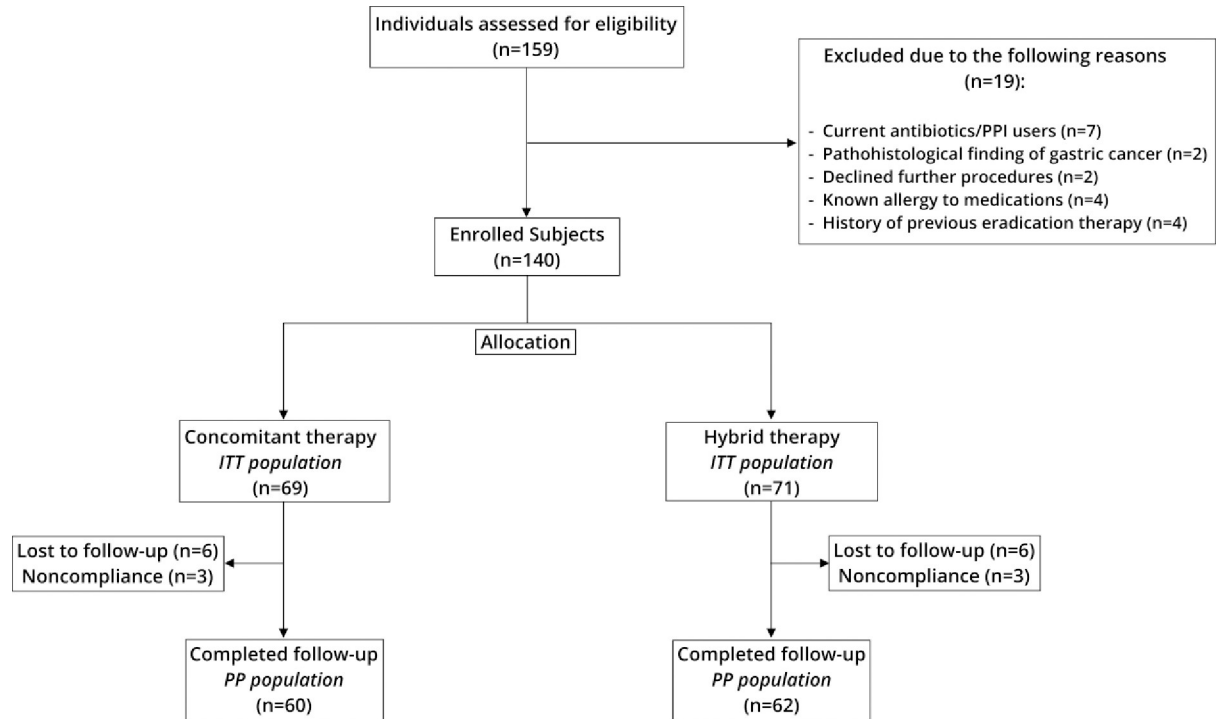 Individuals assessed for eligibility
(n=159)
Excluded due to the following reasons
(n=19):
- Current antibiotics/PPI users (n=7)
- Pathohistological finding of gastric cancer (n=2)
- Declined further procedures (n=2)
- Known allergy to medications (n=4)
- History of previous eradication therapy (n=4)
Enrolled Subjects
(n=140)
Allocation
Concomitant therapy
ITT population
(n=69)
Hybrid therapy
ITT population
(n=71)
Lost to follow-up (n=6)
Noncompliance (n=3)
Lost to follow-up (n=6)
Noncompliance (n=3)
Completed follow-up
PP population
(n=60)
Completed follow-up
PP population
(n=62)